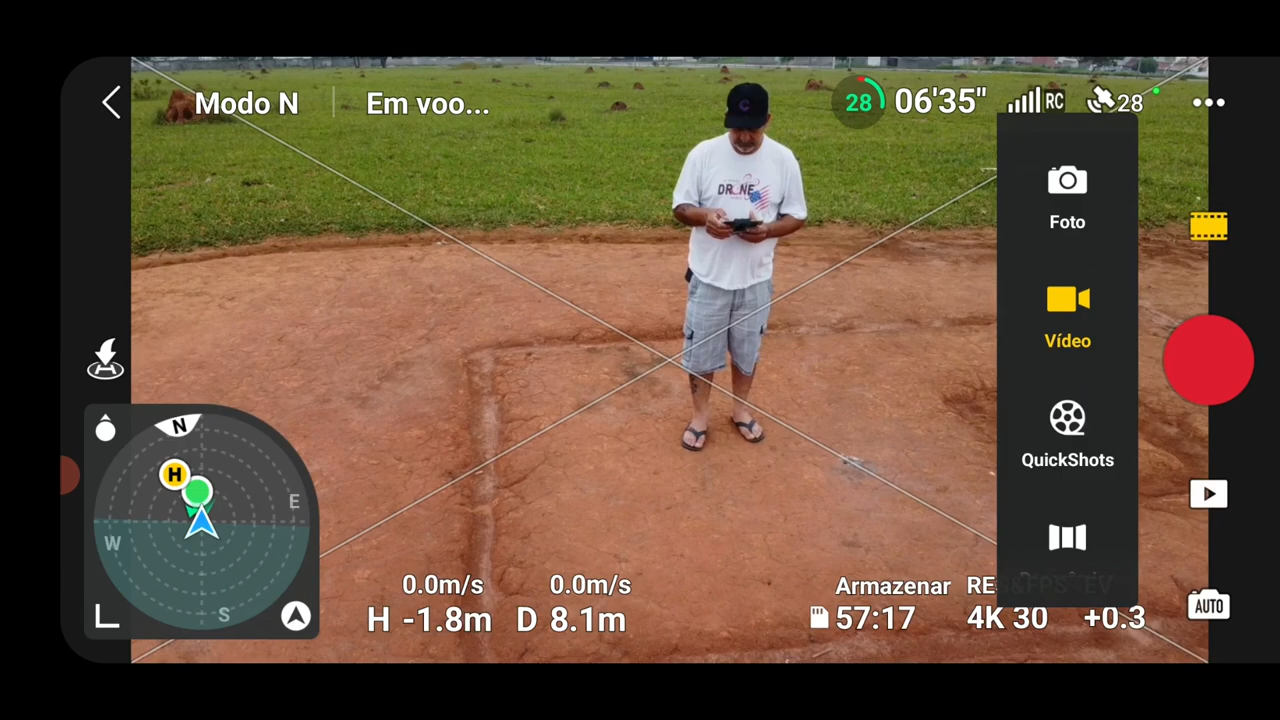 Modo N
Em voo...
28
06'35"
RC
28
C
DRONE
Foto
Vídeo
QuickShots
N
H
E
W
S
0.0m/s
0.0m/s
H -1.8m
D 8.1m
Armazenar
57:17
4K 30
+0.3
AUTO